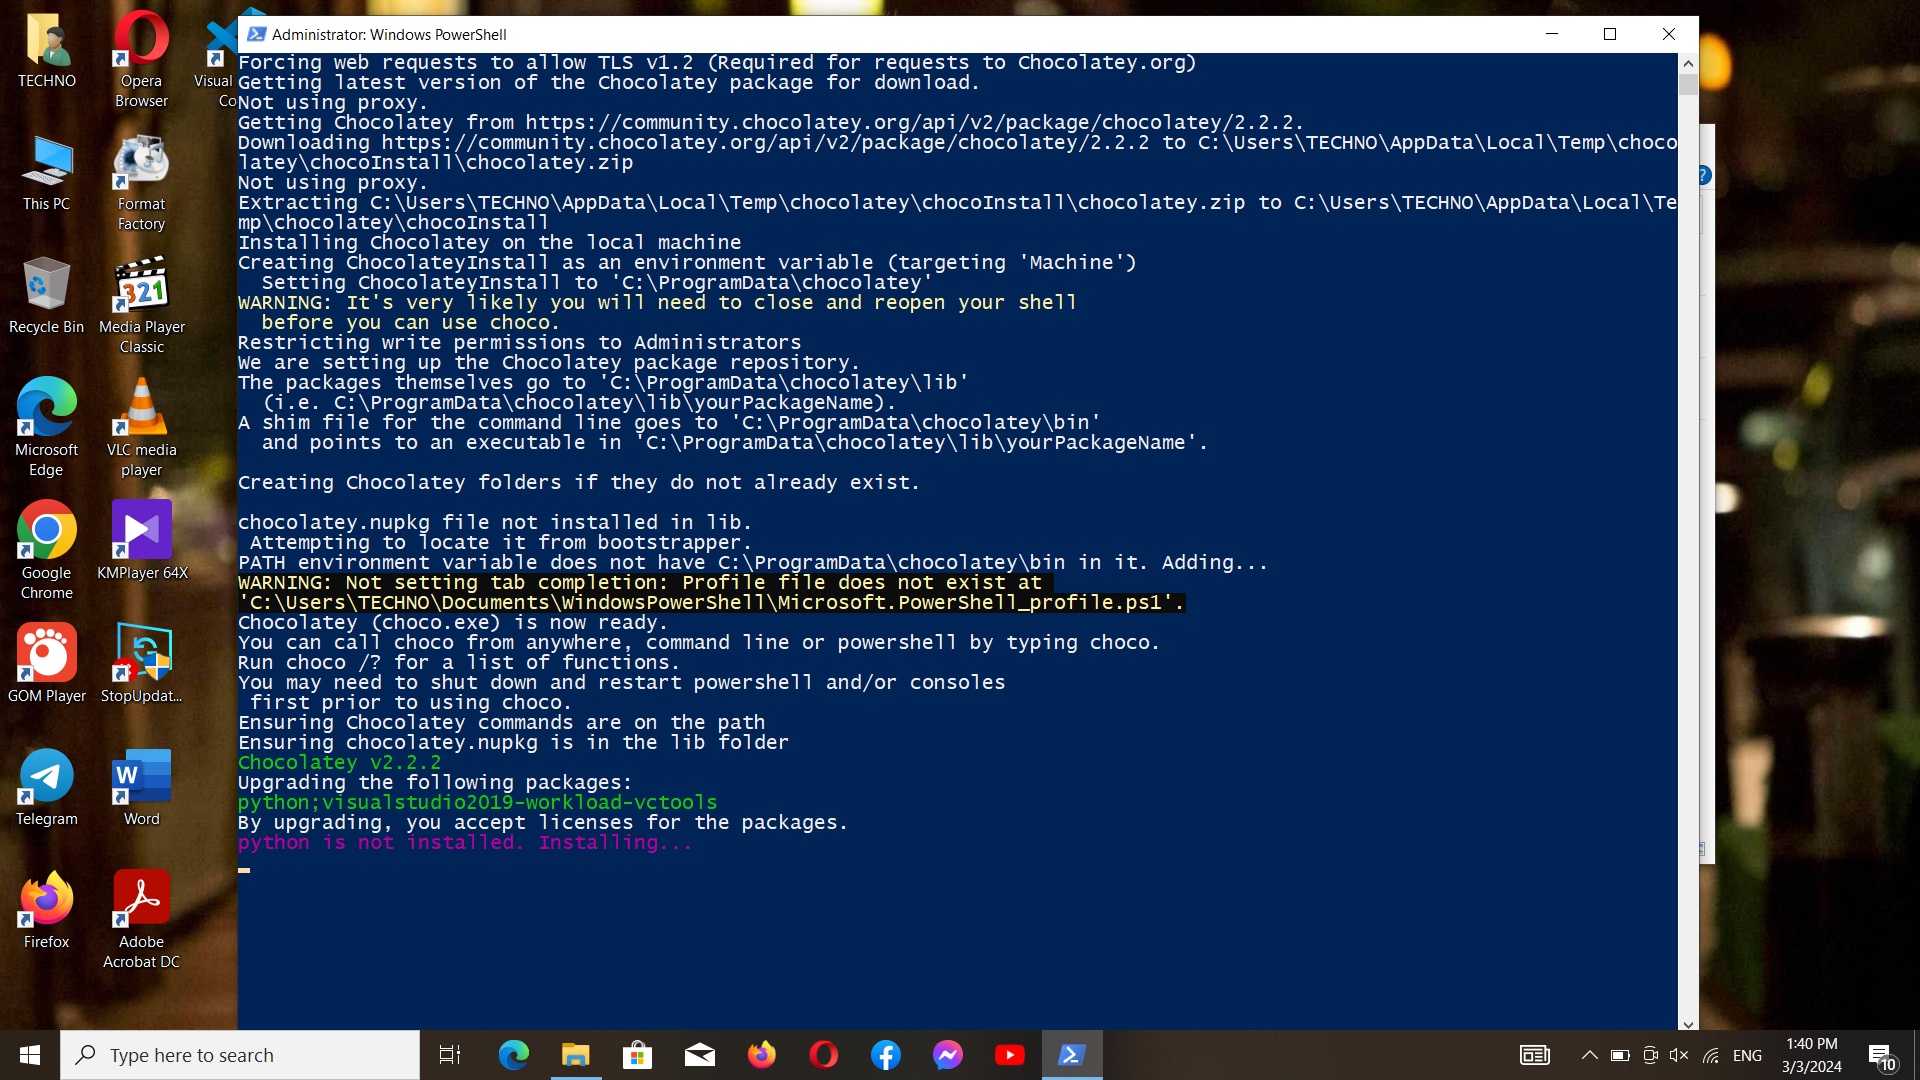 TECHNO
Opera
Browser
Visual
Co
This PC
Format
Factory
Recycle Bin
Media Player
Classic
321
Microsoft
Edge
VLC media
player
Google
Chrome
KMPlayer 64X
GOM Player
StopUpdat...
Telegram
Word
W
Firefox
Adobe
Acrobat DC
Administrator: Windows PowerShell
Forcing web requests to allow TLS v1.2 (Required for requests to Chocolatey.org)
Getting latest version of the Chocolatey package for download.
Not using proxy.
Getting Chocolatey from https://community.chocolatey.org/api/v2/package/chocolatey/2.2.2.
Downloading https://community.chocolatey.org/api/v2/package/chocolatey/2.2.2 to C:\Users\TECHNO\AppData\Local\Temp\choco
latey\chocoInstall\chocolatey.zip
Not using proxy.
Extracting C:\Users\TECHNO\AppData\Local\Temp\chocolatey\chocoInstall\chocolatey.zip to C:\Users\TECHNO\AppData\Local\Te
mp\chocolatey\chocoInstall
Installing Chocolatey on the local machine
Creating ChocolateyInstall as an environment variable (targeting 'Machine')
  Setting ChocolateyInstall to 'C:\ProgramData\chocolatey'
WARNING: It's very likely you will need to close and reopen your shell
  before you can use choco.
Restricting write permissions to Administrators
We are setting up the Chocolatey package repository.
The packages themselves go to 'C:\ProgramData\chocolatey\lib'
  (i.e. C:\ProgramData\chocolatey\lib\yourPackageName).
A shim file for the command line goes to 'C:\ProgramData\chocolatey\bin'
  and points to an executable in 'C:\ProgramData\chocolatey\lib\yourPackageName'.
Creating Chocolatey folders if they do not already exist.
chocolatey.nupkg file not installed in lib.
 Attempting to locate it from bootstrapper.
PATH environment variable does not have C:\ProgramData\chocolatey\bin in it. Adding...
WARNING: Not setting tab completion: Profile file does not exist at
'C:\Users\TECHNO\Documents\WindowsPowerShell\Microsoft.PowerShell_profile.ps1'.
Chocolatey (choco.exe) is now ready.
You can call choco from anywhere, command line or powershell by typing choco.
Run choco /? for a list of functions.
You may need to shut down and restart powershell and/or consoles
 first prior to using choco.
Ensuring Chocolatey commands are on the path
Ensuring chocolatey.nupkg is in the lib folder
Chocolatey v2.2.2
Upgrading the following packages:
python;visualstudio2019-workload-vctools
By upgrading, you accept licenses for the packages.
python is not installed. Installing...
?
Type here to search
ENG
1:40 PM
3/3/2024
10